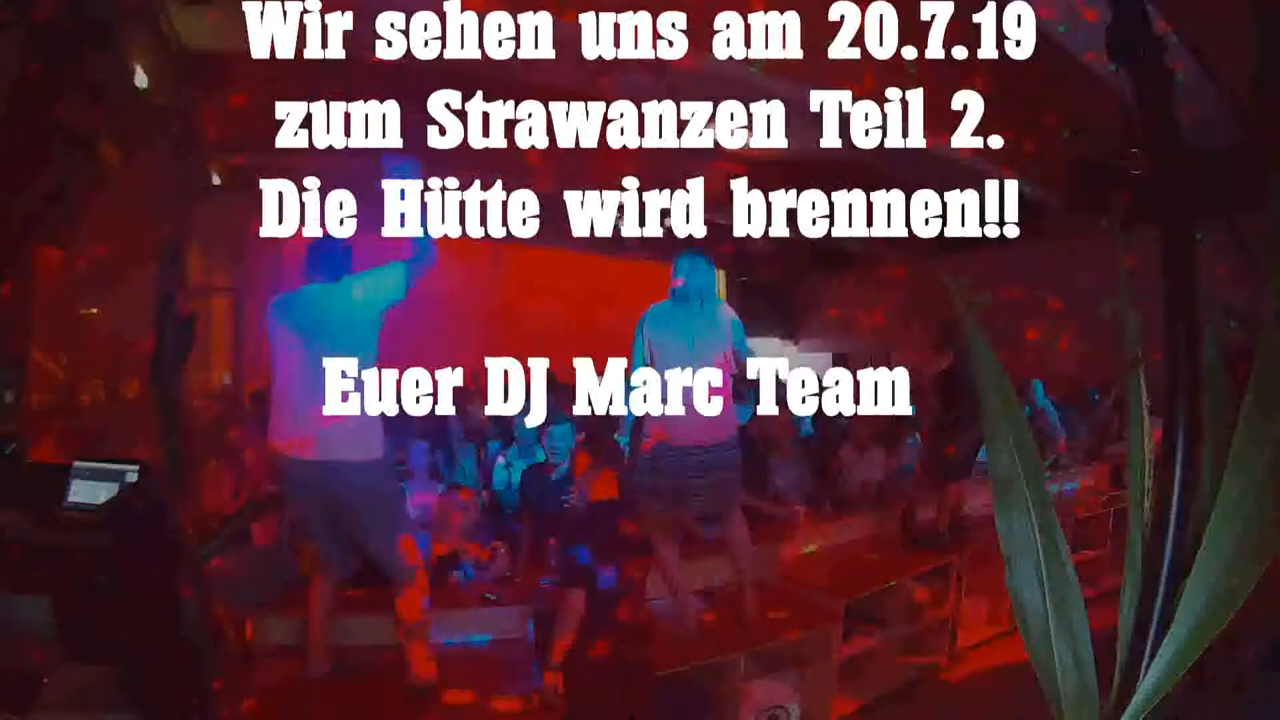 Wir sehen uns am 20.7.19
zum Strawanzen Teil 2.
Die Hütte wird brennen!!
Euer DJ Marc Team